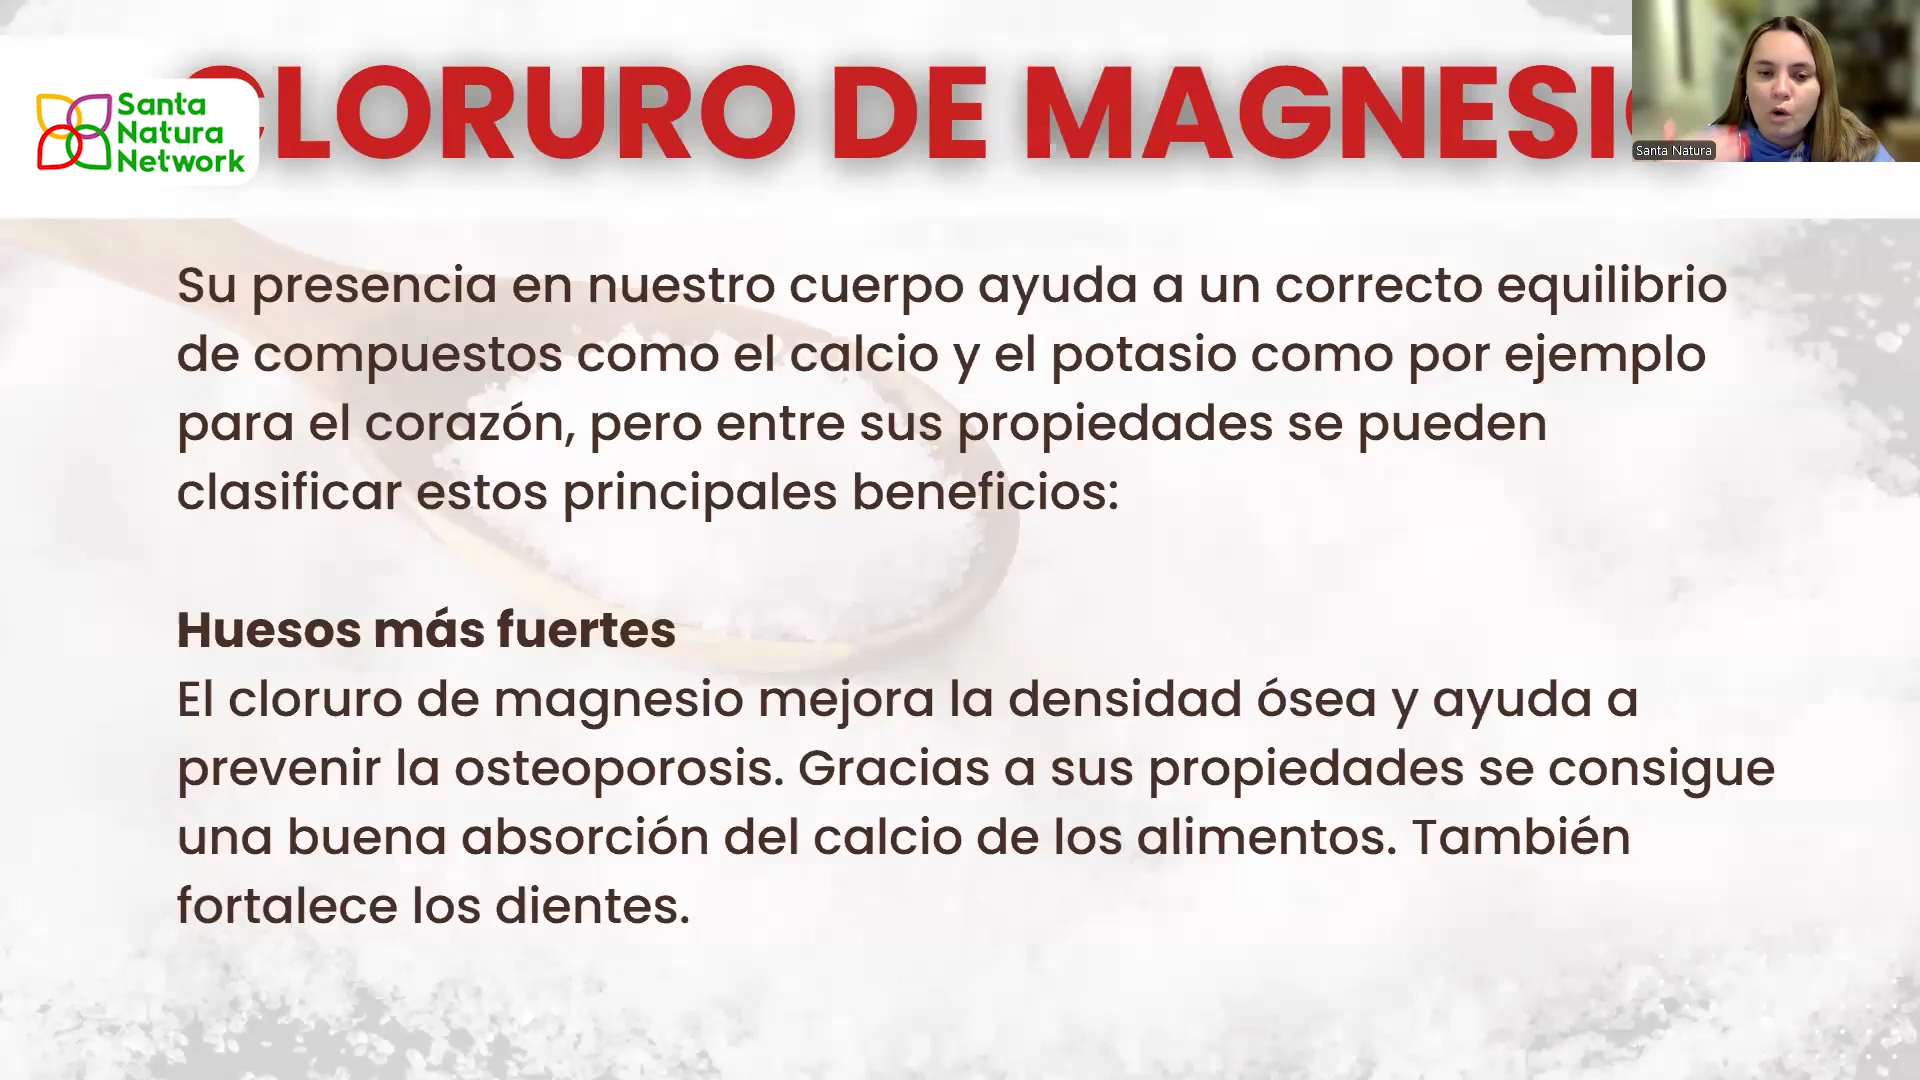 CLORURO DE MAGNESIO
Santa
Natura
Network
Santa Natura
Su presencia en nuestro cuerpo ayuda a un correcto equilibrio
de compuestos como el calcio y el potasio como por ejemplo
para el corazón, pero entre sus propiedades se pueden
clasificar estos principales beneficios:
Huesos más fuertes
El cloruro de magnesio mejora la densidad ósea y ayuda a
prevenir la osteoporosis. Gracias a sus propiedades se consigue
una buena absorción del calcio de los alimentos. También
fortalece los dientes.